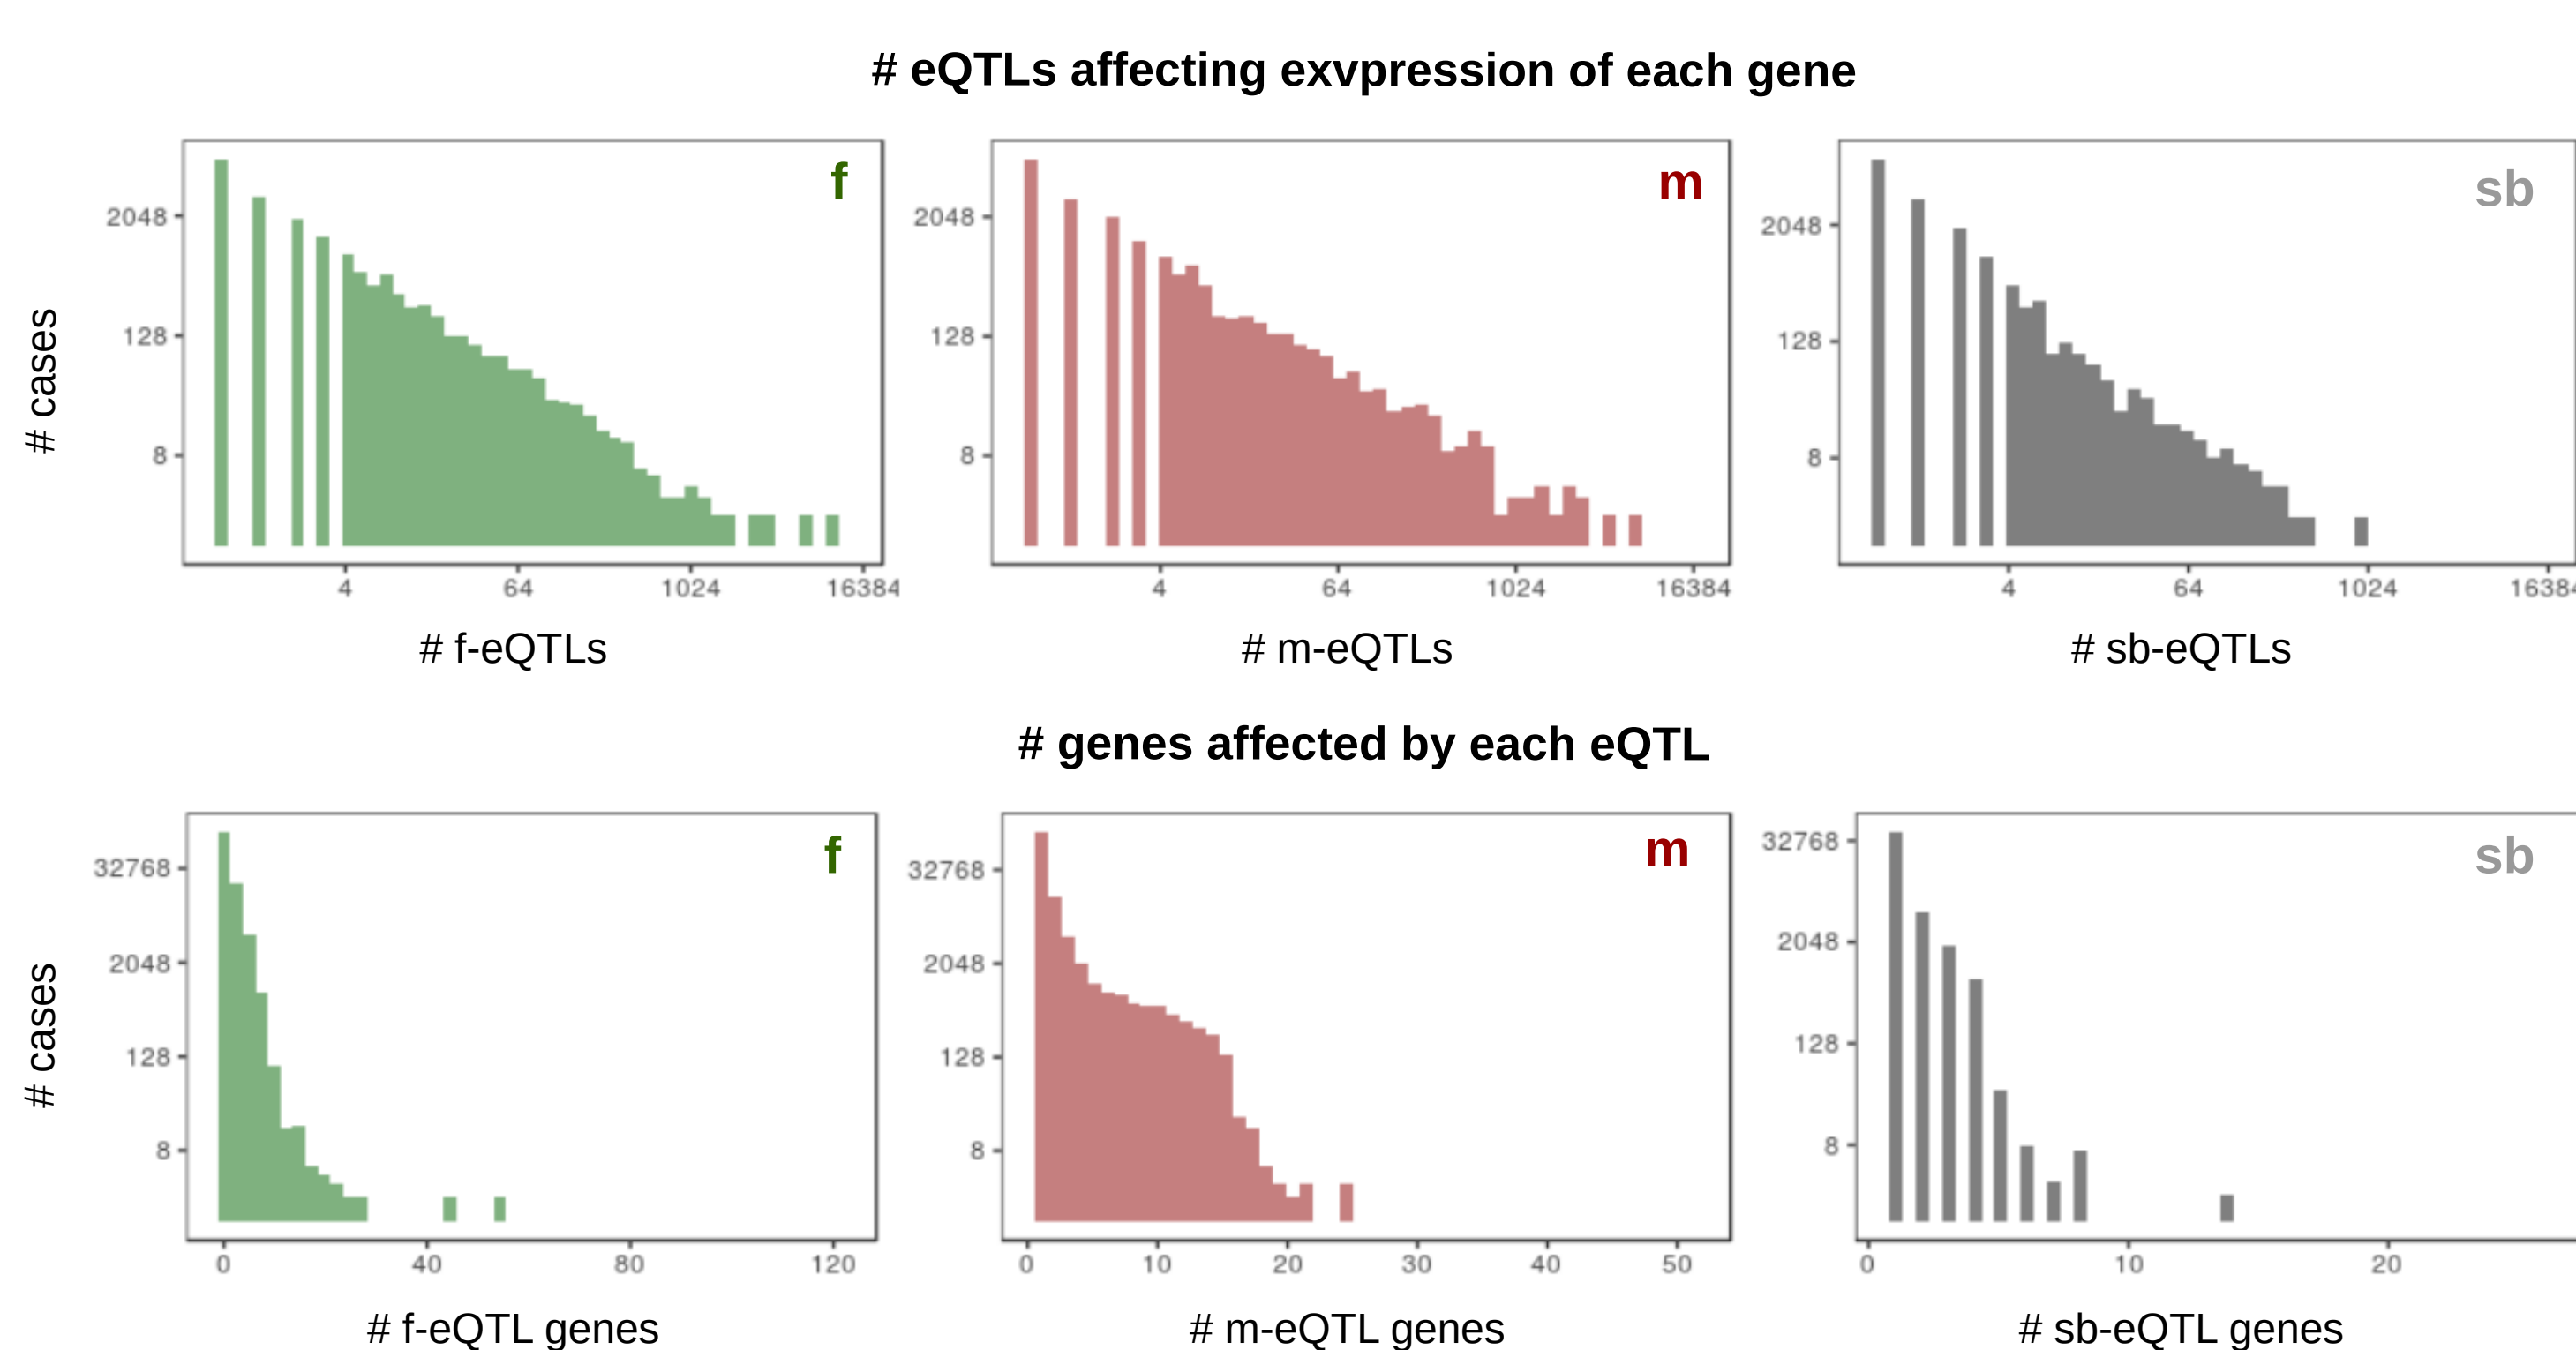 # eQTLs affecting exvpression of each gene
f
m
sb
# cases
2048
128
8
2048
128
8
2048
128
8
4 64 1024 16384
4 64 1024 16384
4 64 1024 16384
# f-eQTLs
# m-eQTLs
# sb-eQTLs
# genes affected by each eQTL
f
m
sb
# cases
32768
2048
128
8
32768
2048
128
8
32768
2048
128
8
0 40 80 120
0 10 20 30 40 50
0 10 20
# f-eQTL genes
# m-eQTL genes
# sb-eQTL genes